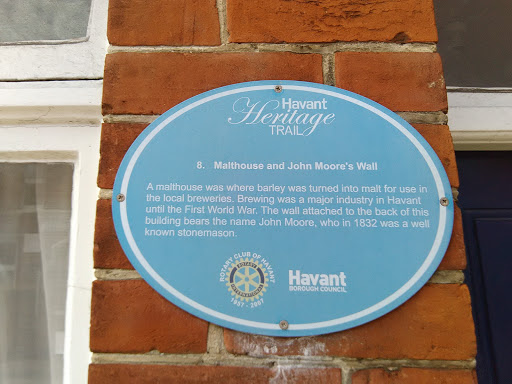 Havant
Heritage
TRAIL
8. Malthouse and John Moore's Wall
A malthouse was where barley was turned into malt for use in
the local breweries. Brewing was a major industry in Havant
until the First World War. The wall attached to the back of this
building bears the name John Moore, who in 1832 was a well
known stonemason.
ROTARY CLUB OF HAVANT
ROTARY
INTERNATIONAL
1957 - 2007
Havant
BOROUGH COUNCIL